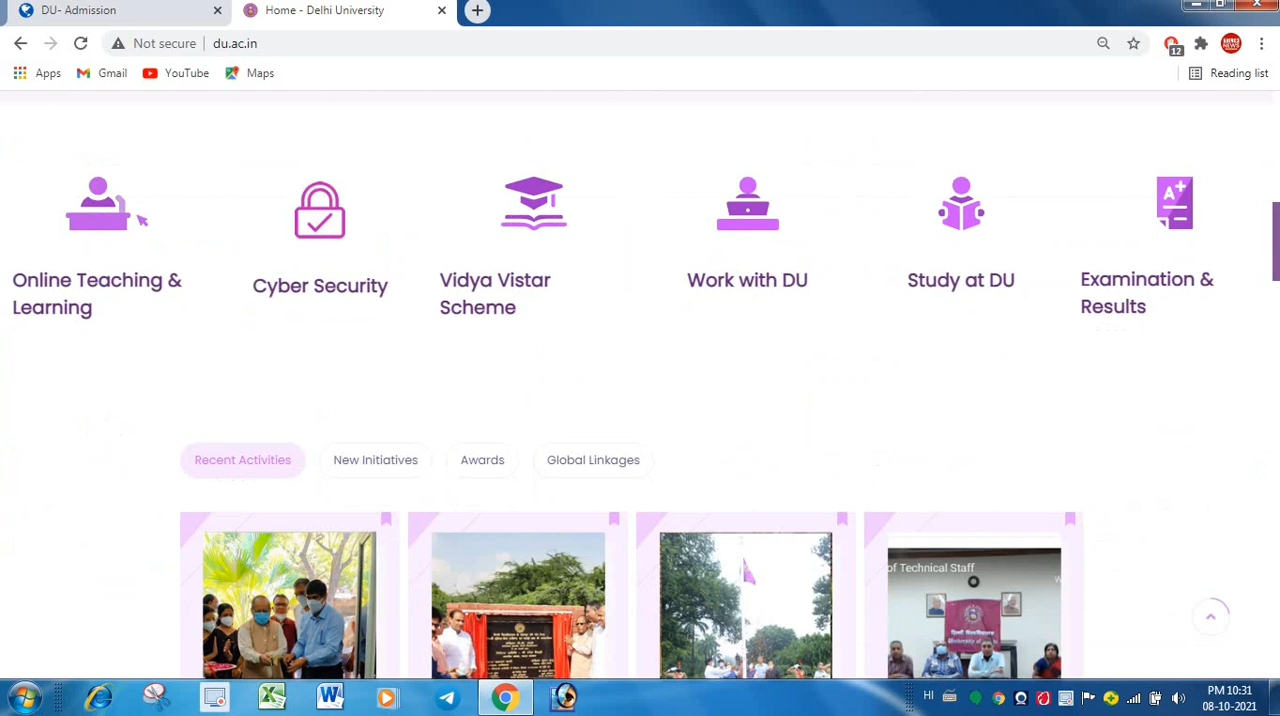 DU- Admission
Home - Delhi University
Not secure
du.ac.in
12
Apps
Gmail
YouTube
Maps
Reading list
A+
Online Teaching &
Learning
Cyber Security
Vidya Vistar
Scheme
Work with DU
Study at DU
Examination &
Results
Recent Activities
New Initiatives
Awards
Global Linkages
of Technical Staff
HI
PM 10:31
08-10-2021